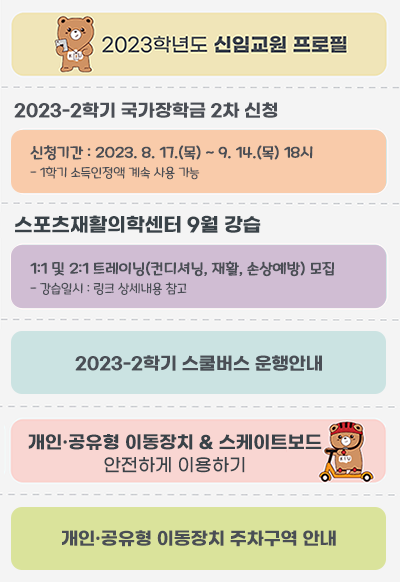 2023학년도 신임교원 프로필
2023-2학기 국가장학금 2차 신청
신청기간 : 2023. 8. 17.(목) ~ 9. 14.(목) 18시
- 1학기 소득인정액 계속 사용 가능
스포츠재활의학센터 9월 강습
1:1 및 2:1 트레이닝(컨디셔닝, 재활, 손상예방) 모집
- 강습일시 : 링크 상세내용 참고
2023-2학기 스쿨버스 운행안내
개인·공유형 이동장치 & 스케이트보드
안전하게 이용하기
개인·공유형 이동장치 주차구역 안내